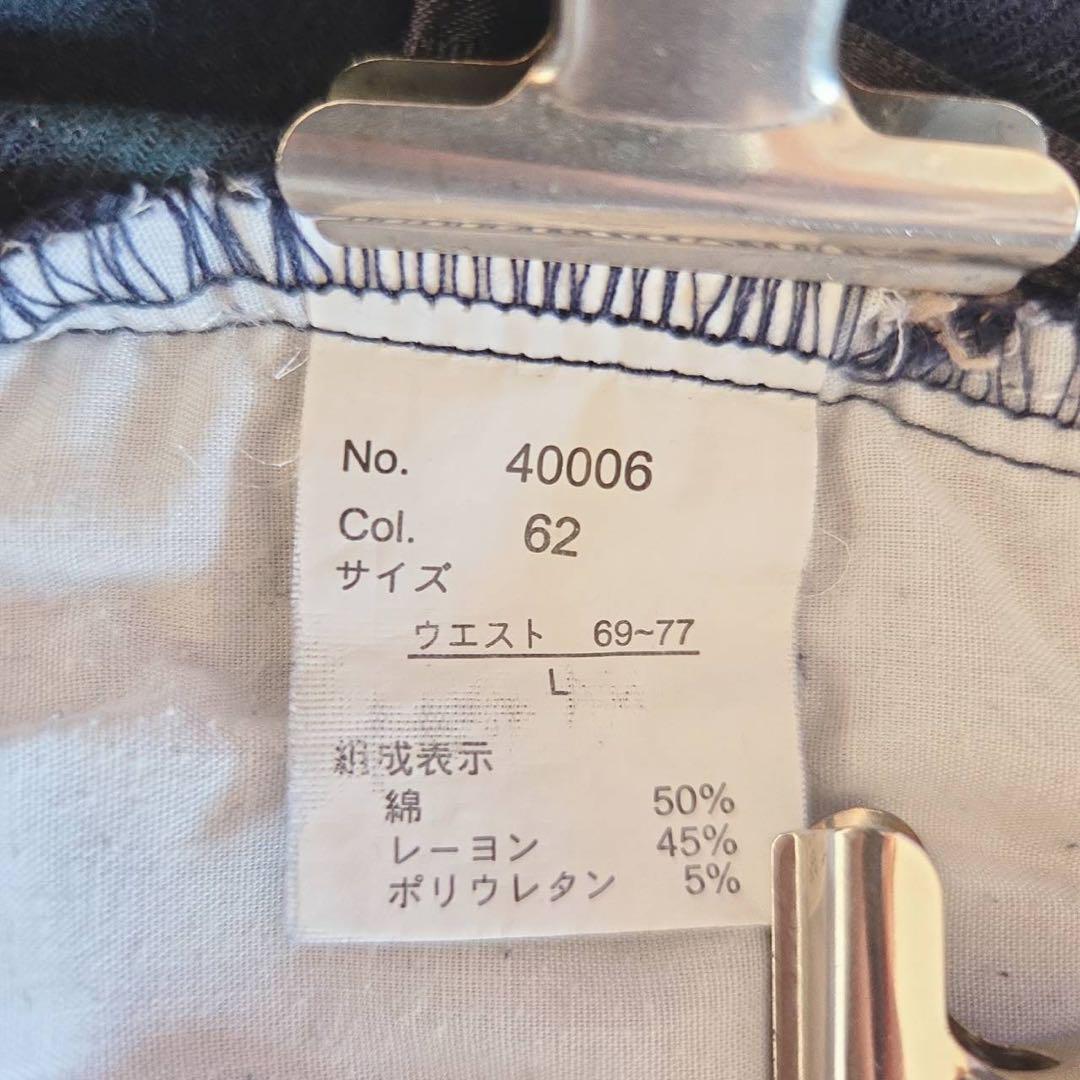 No. 40006
Col. 62
サイズ
ウエスト 69~77
L
組成表示
綿 50%
レーヨン 45%
ポリウレタン 5%